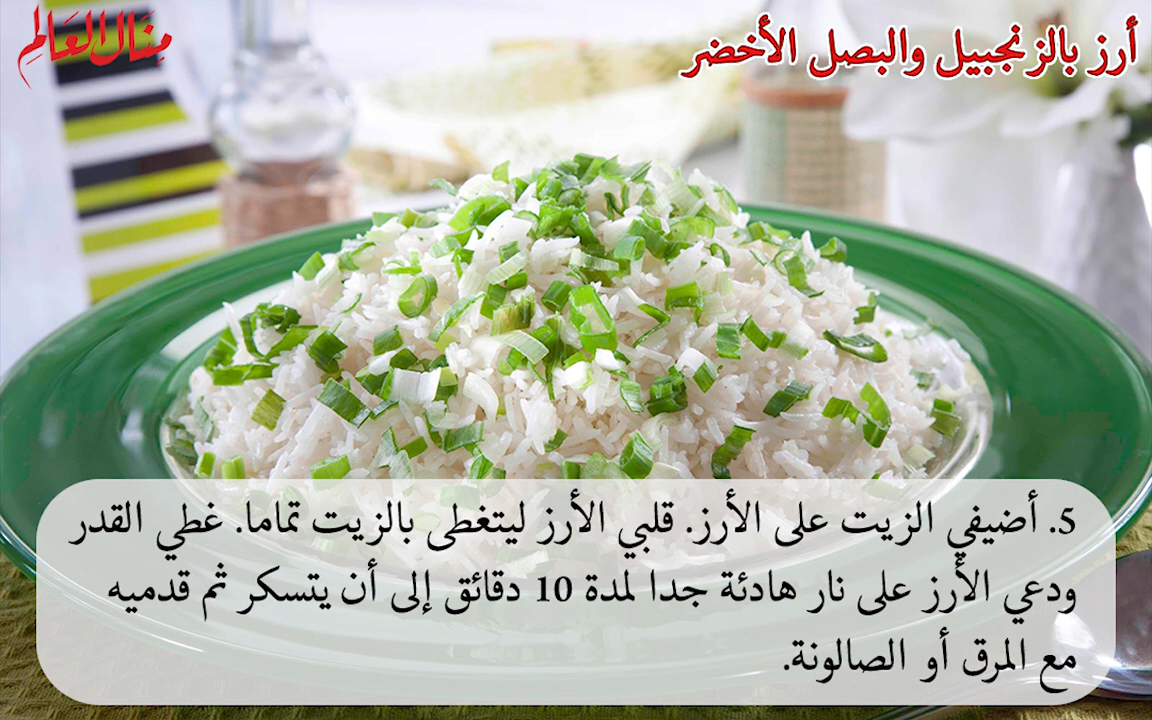 منال العالم
أرز بالزنجبيل والبصل الأخضر
5. أضيفي الزيت على الأرز. قلبي الأرز ليتغطى بالزيت تماما. غطي القدر
ودعي الأرز على نار هادئة جدا لمدة 10 دقائق إلى أن يتسكر ثم قدميه
مع المرق أو الصالونة.